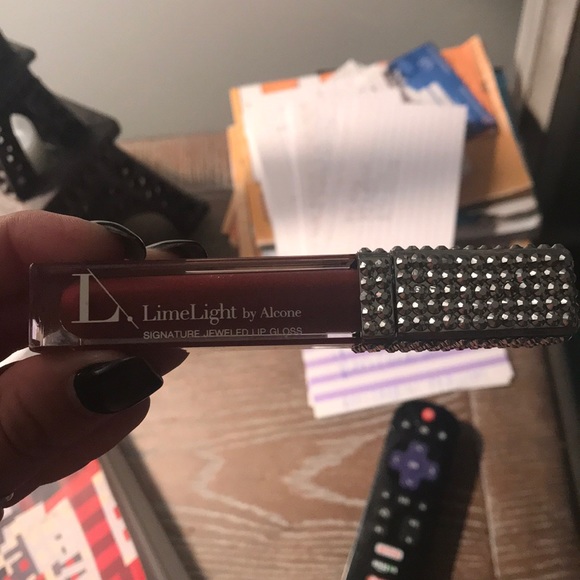 L.
LimeLight by Alcone
SIGNATURE JEWELED LIP GLOSS